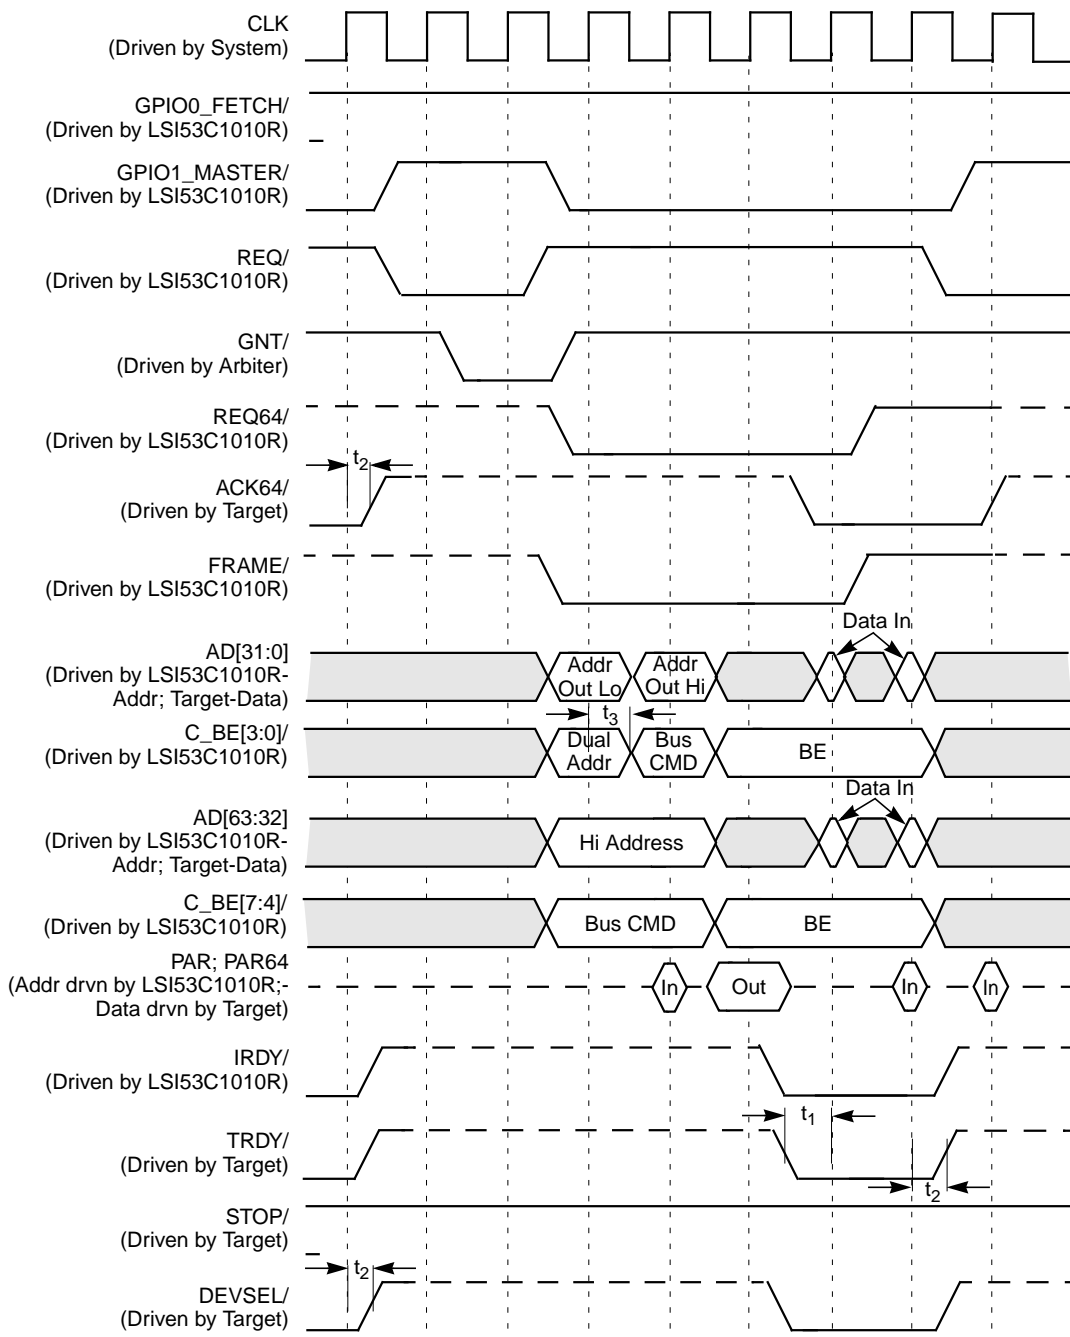 CLK
(Driven by System)
GPIO0_FETCH/
(Driven by LSI53C1010R)
GPIO1_MASTER/
(Driven by LSI53C1010R)
REQ/
(Driven by LSI53C1010R)
GNT/
(Driven by Arbiter)
REQ64/
(Driven by LSI53C1010R)
t2
ACK64/
(Driven by Target)
FRAME/
(Driven by LSI53C1010R)
Data In
AD[31:0]
(Driven by LSI53C1010R-
Addr; Target-Data)
Addr
Out Lo
Addr
Out Hi
t3
C_BE[3:0]/
(Driven by LSI53C1010R)
Dual
Addr
Bus
CMD
BE
Data In
AD[63:32]
(Driven by LSI53C1010R-
Addr; Target-Data)
Hi Address
C_BE[7:4]/
(Driven by LSI53C1010R)
Bus CMD
BE
PAR; PAR64
(Addr drvn by LSI53C1010R;-
Data drvn by Target)
In
Out
In
In
IRDY/
(Driven by LSI53C1010R)
t1
TRDY/
(Driven by Target)
t2
STOP/
(Driven by Target)
t2
DEVSEL/
(Driven by Target)